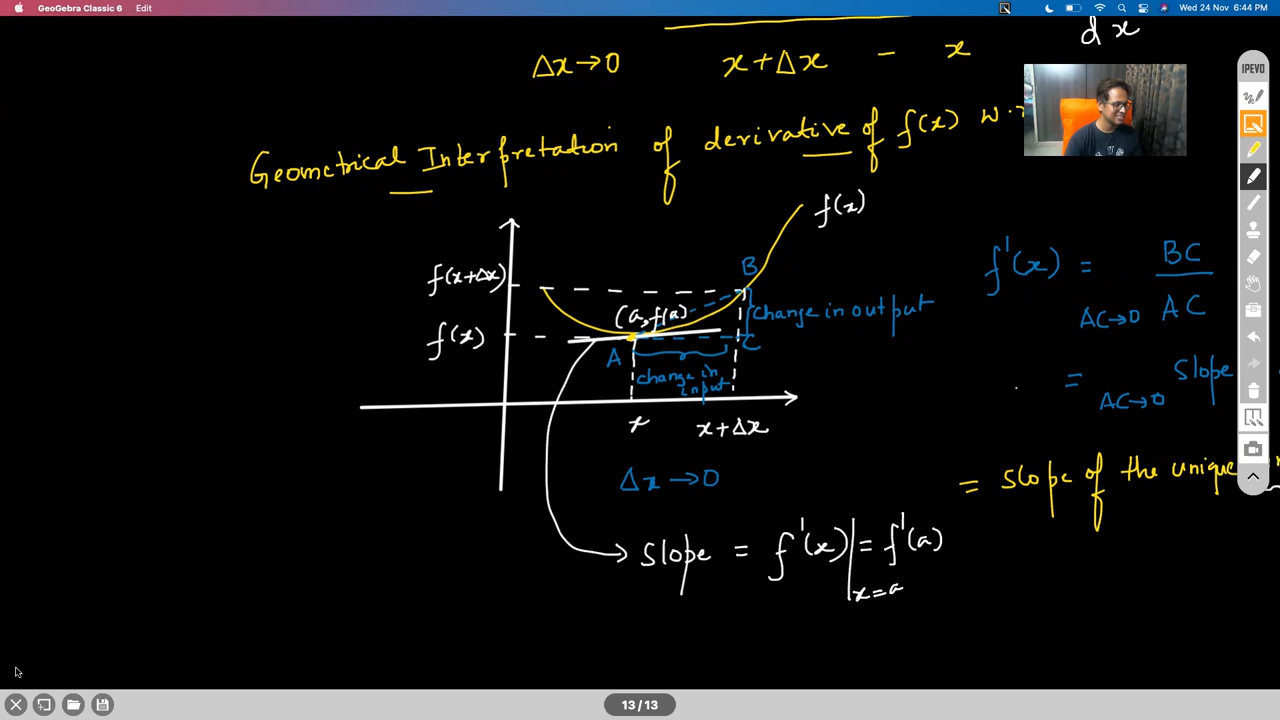 GeoGebra Classic 6 Edit Wed 24 Nov 6:44 PM
dx
Δx→0 x+Δx - x
IPEVO
Geometrical Interpretation of derivative of f(x) w.
f(x)
f(x+Δx)
B
f'(x) = BC
AC→0 AC
(a,f(a)) change in output
f(x)
A C
change in
input
= Slope
AC→0
x x+Δx
Δx→0
= Slope of the unique
Slope = f'(x)| = f'(a)
x=a
13/13